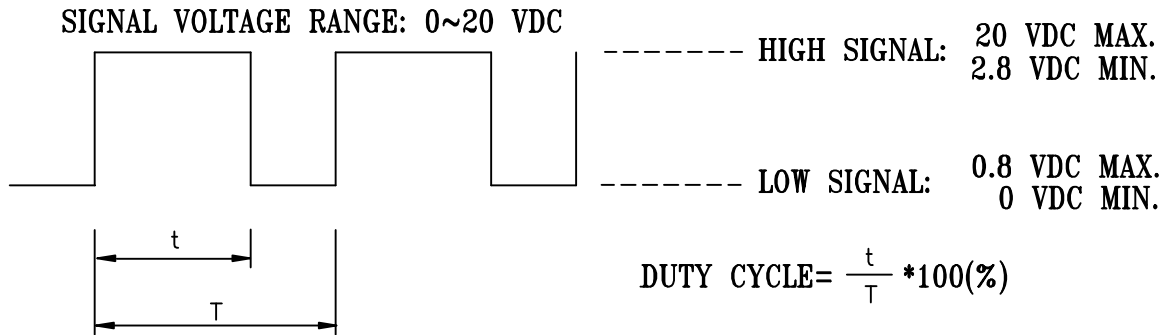 SIGNAL VOLTAGE RANGE: 0~20 VDC
HIGH SIGNAL: 20 VDC MAX.
2.8 VDC MIN.
LOW SIGNAL: 0.8 VDC MAX.
0 VDC MIN.
t
T
DUTY CYCLE= t/T *100(%)